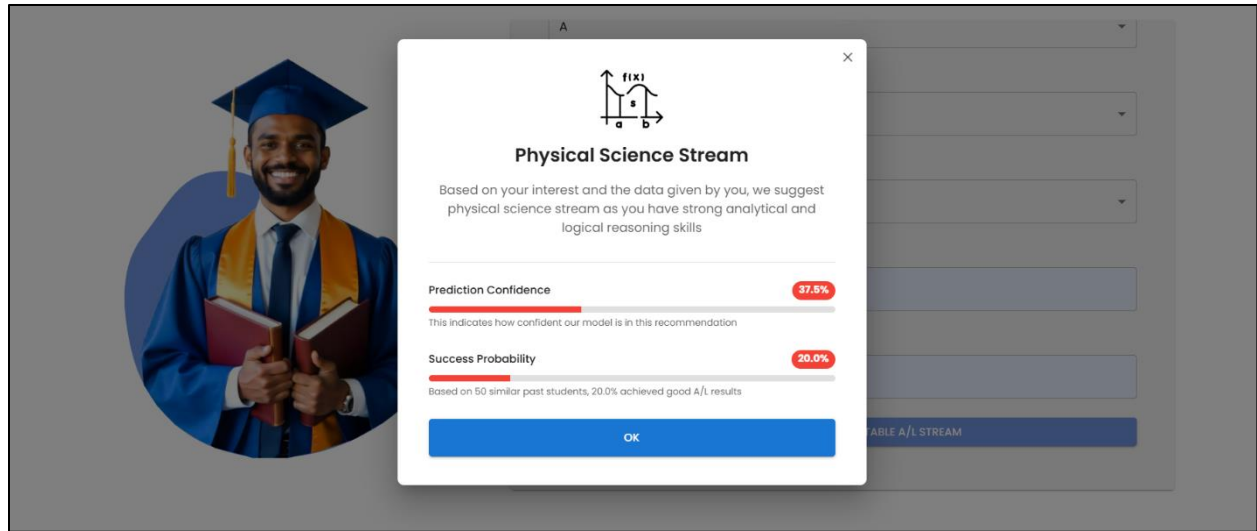 A
f(x)
s
a b
Physical Science Stream
Based on your interest and the data given by you, we suggest
physical science stream as you have strong analytical and
logical reasoning skills
Prediction Confidence 37.5%
This indicates how confident our model is in this recommendation
Success Probability 20.0%
Based on 50 similar past students, 20.0% achieved good A/L results
OK
TABLE A/L STREAM